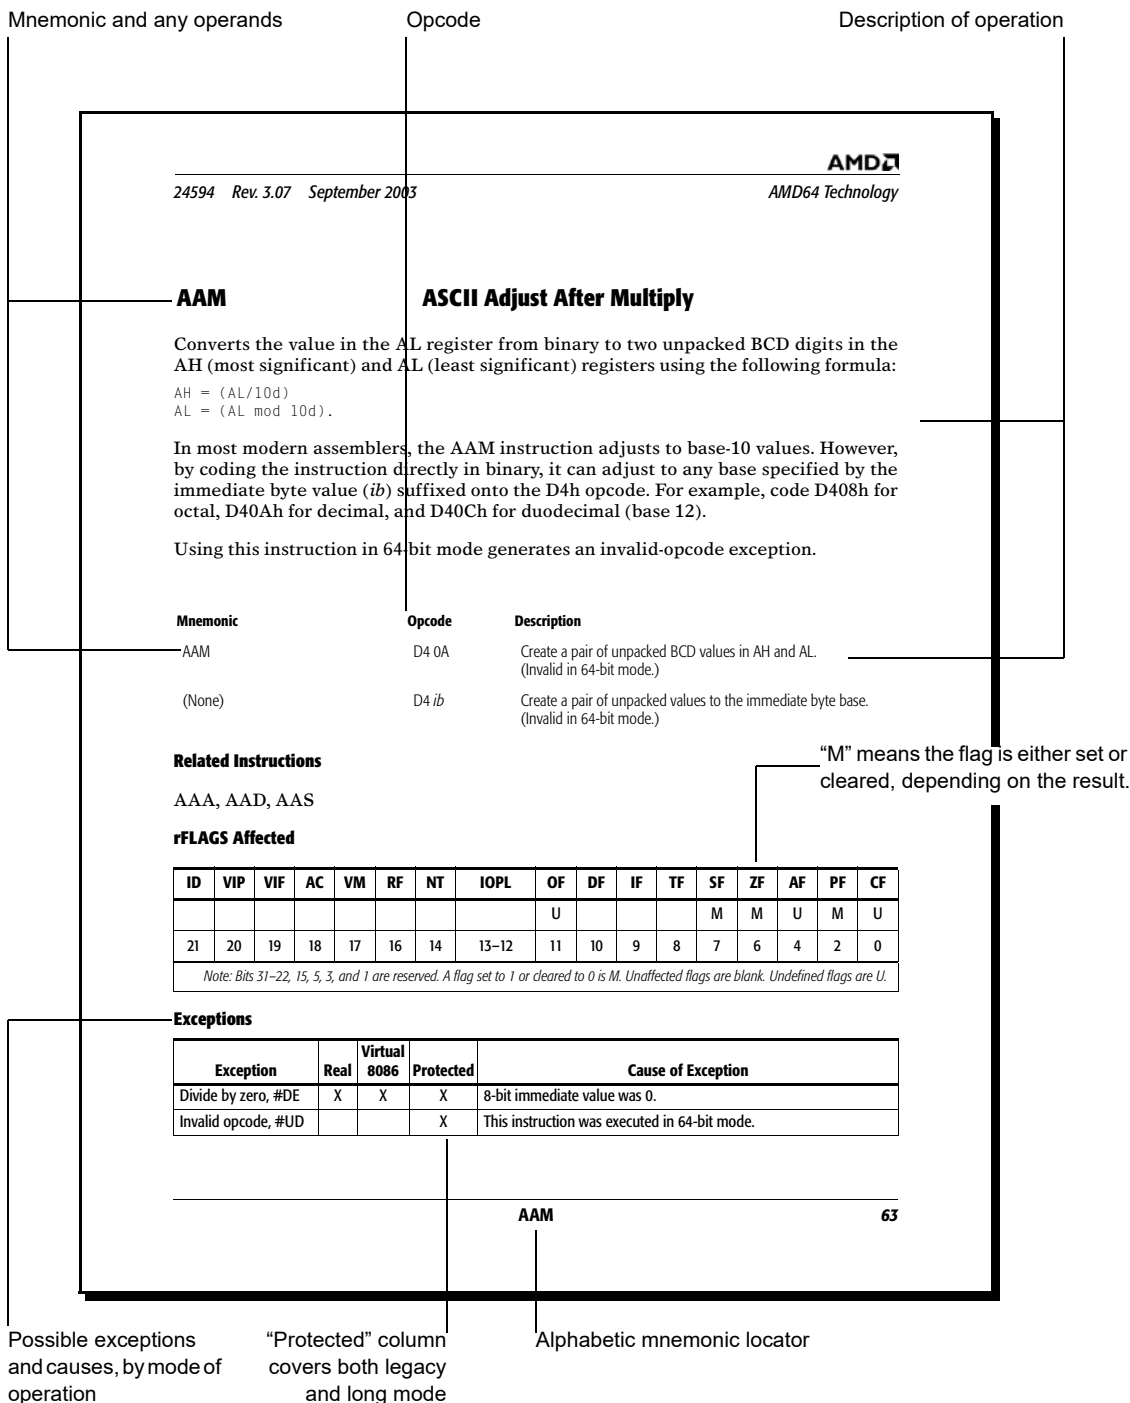 Mnemonic and any operands
Opcode
Description of operation
AMD
24594 Rev. 3.07 September 2003
AMD64 Technology
AAM
ASCII Adjust After Multiply
Converts the value in the AL register from binary to two unpacked BCD digits in the
AH (most significant) and AL (least significant) registers using the following formula:
AH = (AL/10d)
AL = (AL mod 10d).
In most modern assemblers, the AAM instruction adjusts to base-10 values. However,
by coding the instruction directly in binary, it can adjust to any base specified by the
immediate byte value (ib) suffixed onto the D4h opcode. For example, code D408h for
octal, D40Ah for decimal, and D40Ch for duodecimal (base 12).
Using this instruction in 64-bit mode generates an invalid-opcode exception.
Mnemonic Opcode Description
AAM D4 0A Create a pair of unpacked BCD values in AH and AL.
(Invalid in 64-bit mode.)
(None) D4 ib Create a pair of unpacked values to the immediate byte base.
(Invalid in 64-bit mode.)
Related Instructions
“M” means the flag is either set or
cleared, depending on the result.
AAA, AAD, AAS
rFLAGS Affected
ID VIP VIF AC VM RF NT IOPL OF DF IF TF SF ZF AF PF CF
U M M U M U
21 20 19 18 17 16 14 13–12 11 10 9 8 7 6 4 2 0
Note: Bits 31–22, 15, 5, 3, and 1 are reserved. A flag set to 1 or cleared to 0 is M. Unaffected flags are blank. Undefined flags are U.
Exceptions
Exception Real Virtual 8086 Protected Cause of Exception
Divide by zero, #DE X X X 8-bit immediate value was 0.
Invalid opcode, #UD X This instruction was executed in 64-bit mode.
AAM
63
Possible exceptions
and causes, by mode of
operation
“Protected” column
covers both legacy
and long mode
Alphabetic mnemonic locator